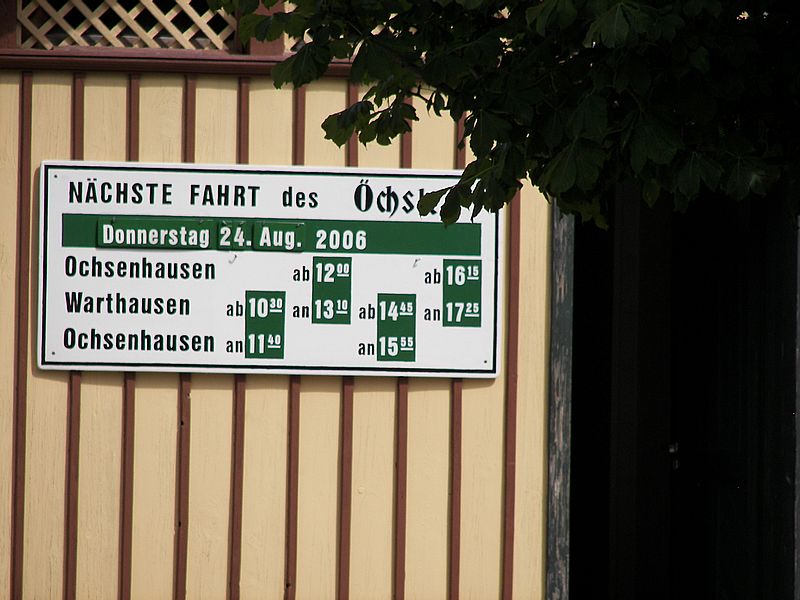 NÄCHSTE FAHRT des
Donnerstag 24. Aug. 2006
Ochsenhausen ab 12 00 ab 16 15
Warthausen ab 10 30 an 13 10 ab 14 45 an 17 25
Ochsenhausen an 11 40 an 15 55